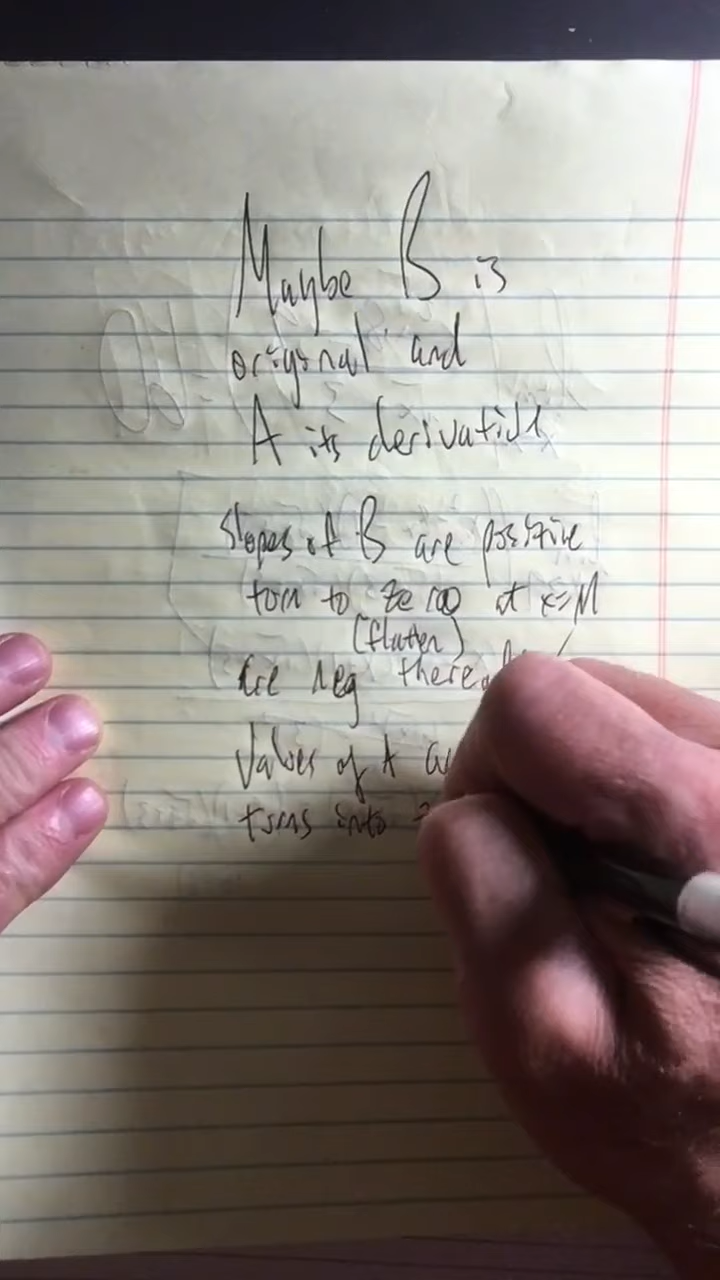 Maybe B is
original and
A its derivative
Slopes of B are positive
turn to zero at x=M
(flatten)
are neg
Values of A
turns into